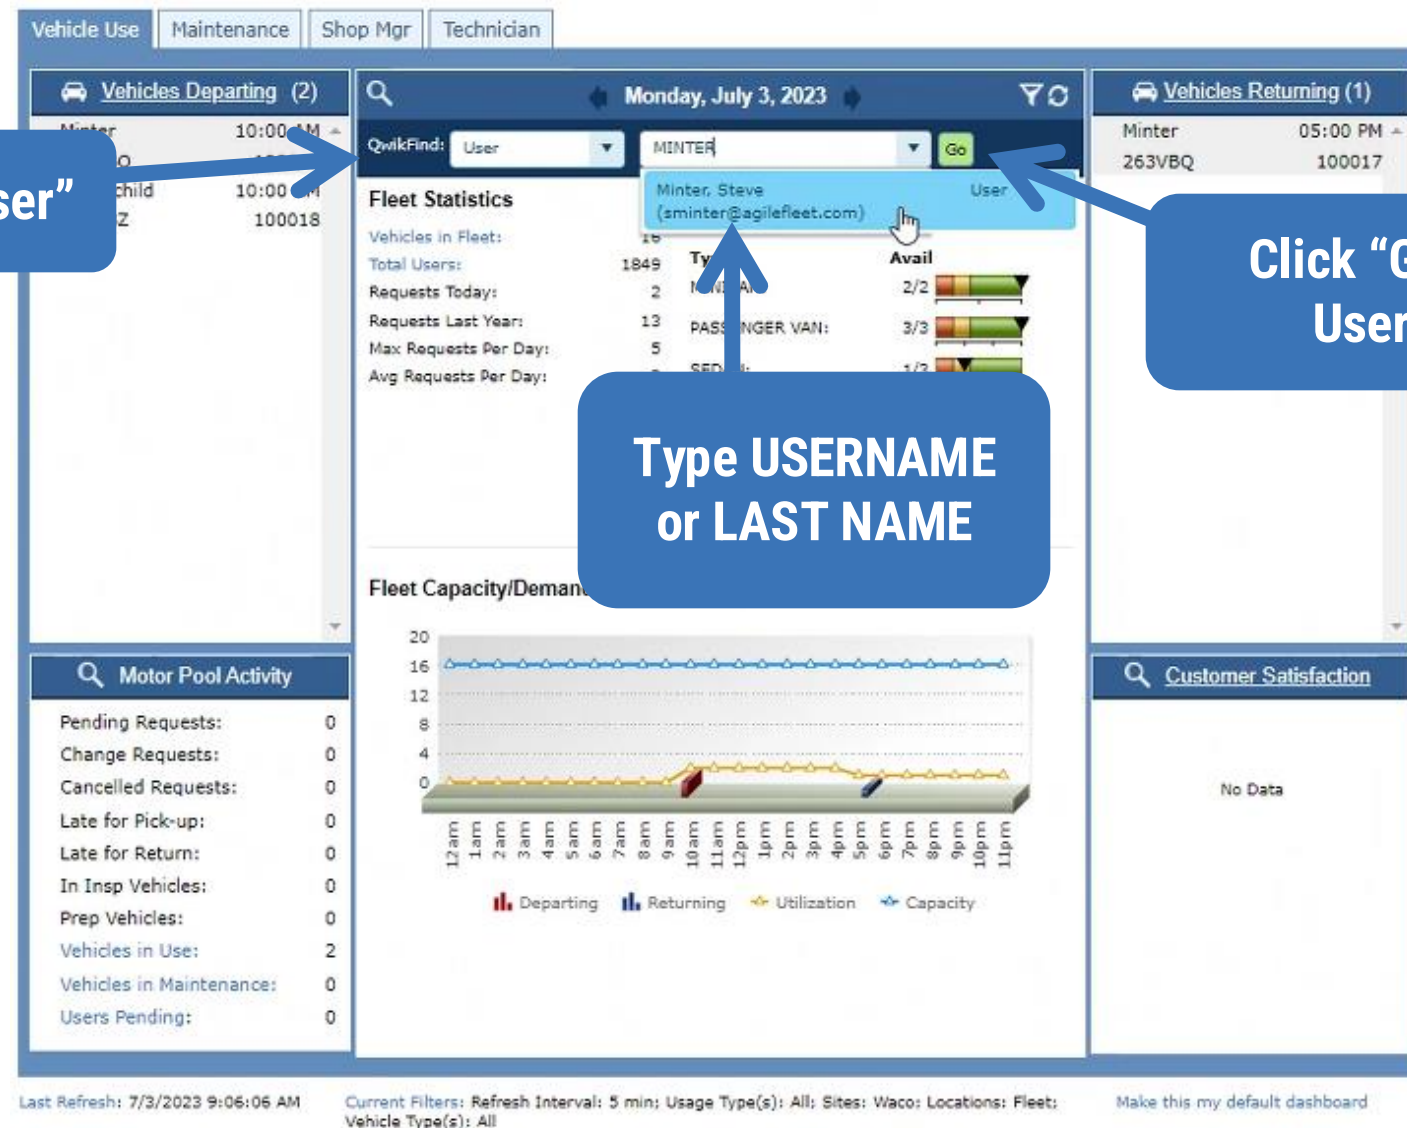 Vehicle Use
Maintenance
Shop Mgr
Technician
Vehicles Departing (2)
Minter 10:00 AM
10:00
100018
ser”
Monday, July 3, 2023
QwikFind: User MINTER Go
Minter, Steve User
(sminter@agilefleet.com)
Fleet Statistics
Vehicles in Fleet: 16
Total Users: 1849
Requests Today: 2
Requests Last Year: 13
Max Requests Per Day: 5
Avg Requests Per Day:
Avail
2/2
PASSENGER VAN: 3/3
1/2
Type USERNAME
or LAST NAME
Vehicles Returning (1)
Minter 05:00 PM
263VBQ 100017
Click “G
User
Fleet Capacity/Deman
20
16
12
8
4
0
12am 1am 2am 3am 4am 5am 6am 7am 8am 9am 10am 11am 12pm 1pm 2pm 3pm 4pm 5pm 6pm 7pm 8pm 9pm 10pm 11pm
Departing Returning Utilization Capacity
Motor Pool Activity
Pending Requests: 0
Change Requests: 0
Cancelled Requests: 0
Late for Pick-up: 0
Late for Return: 0
In Insp Vehicles: 0
Prep Vehicles: 0
Vehicles in Use: 2
Vehicles in Maintenance: 0
Users Pending: 0
Customer Satisfaction
No Data
Last Refresh: 7/3/2023 9:06:06 AM
Current Filters: Refresh Interval: 5 min; Usage Type(s): All; Sites: Waco; Locations: Fleet;
Vehicle Type(s): All
Make this my default dashboard